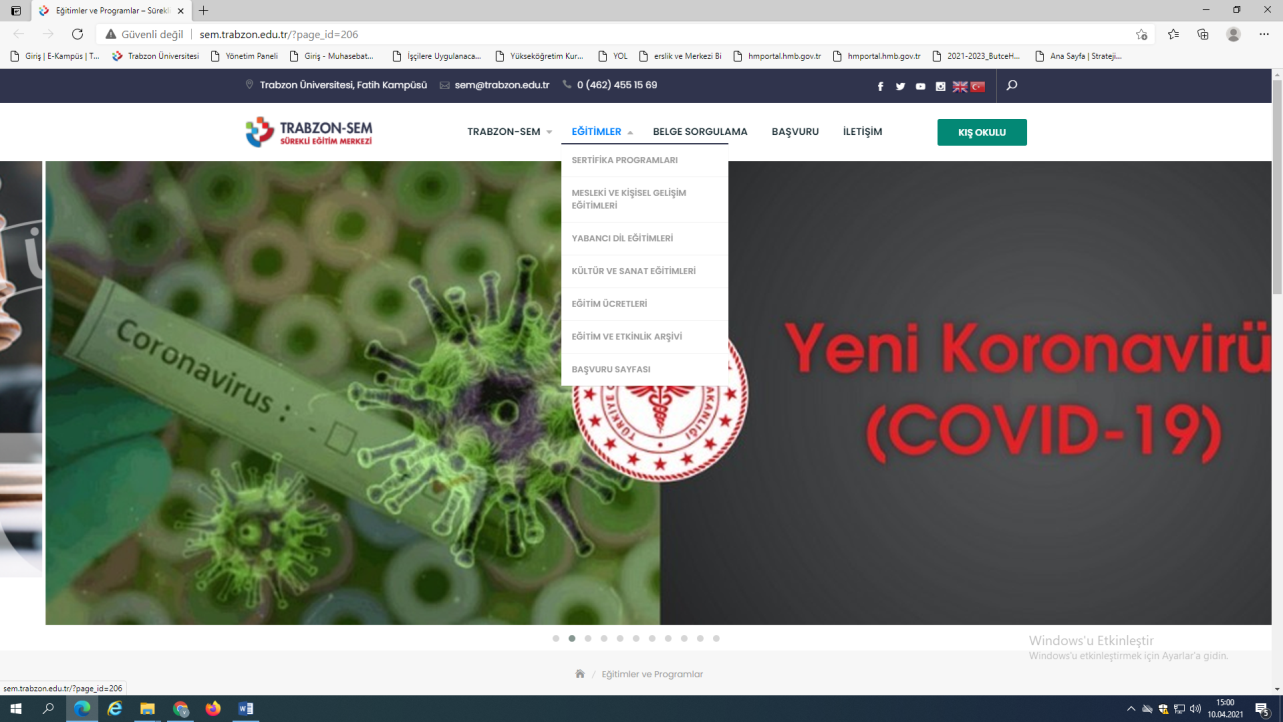 Eğitimler ve Programlar – Sürekli
Güvenli değil | sem.trabzon.edu.tr/?page_id=206
Giriş | E-Kampüs | T... Trabzon Üniversitesi Yönetim Paneli Giriş - Muhasebat... İşçilere Uygulanaca... Yükseköğretim Kur... YOL erslik ve Merkezi Bi hmportal.hmb.gov.tr hmportal.hmb.gov.tr 2021-2023_ButceH... Ana Sayfa | Strateji...
Trabzon Üniversitesi, Fatih Kampüsü sem@trabzon.edu.tr 0 (462) 455 15 69
TRABZON-SEM
SÜREKLİ EĞİTİM MERKEZİ
TRABZON-SEM EĞİTİMLER BELGE SORGULAMA BAŞVURU İLETİŞİM KIŞ OKULU
SERTİFİKA PROGRAMLARI
MESLEKİ VE KİŞİSEL GELİŞİM
EĞİTİMLERİ
YABANCI DİL EĞİTİMLERİ
KÜLTÜR VE SANAT EĞİTİMLERİ
EĞİTİM ÜCRETLERİ
EĞİTİM VE ETKİNLİK ARŞİVİ
BAŞVURU SAYFASI
Coronavirus : -
Yeni Koronavirü
(COVID-19)
Windows'u Etkinleştir
Windows'u etkinleştirmek için Ayarlar'a gidin.
/ Eğitimler ve Programlar
sem.trabzon.edu.tr/?page_id=206
15:00
10.04.2021
5